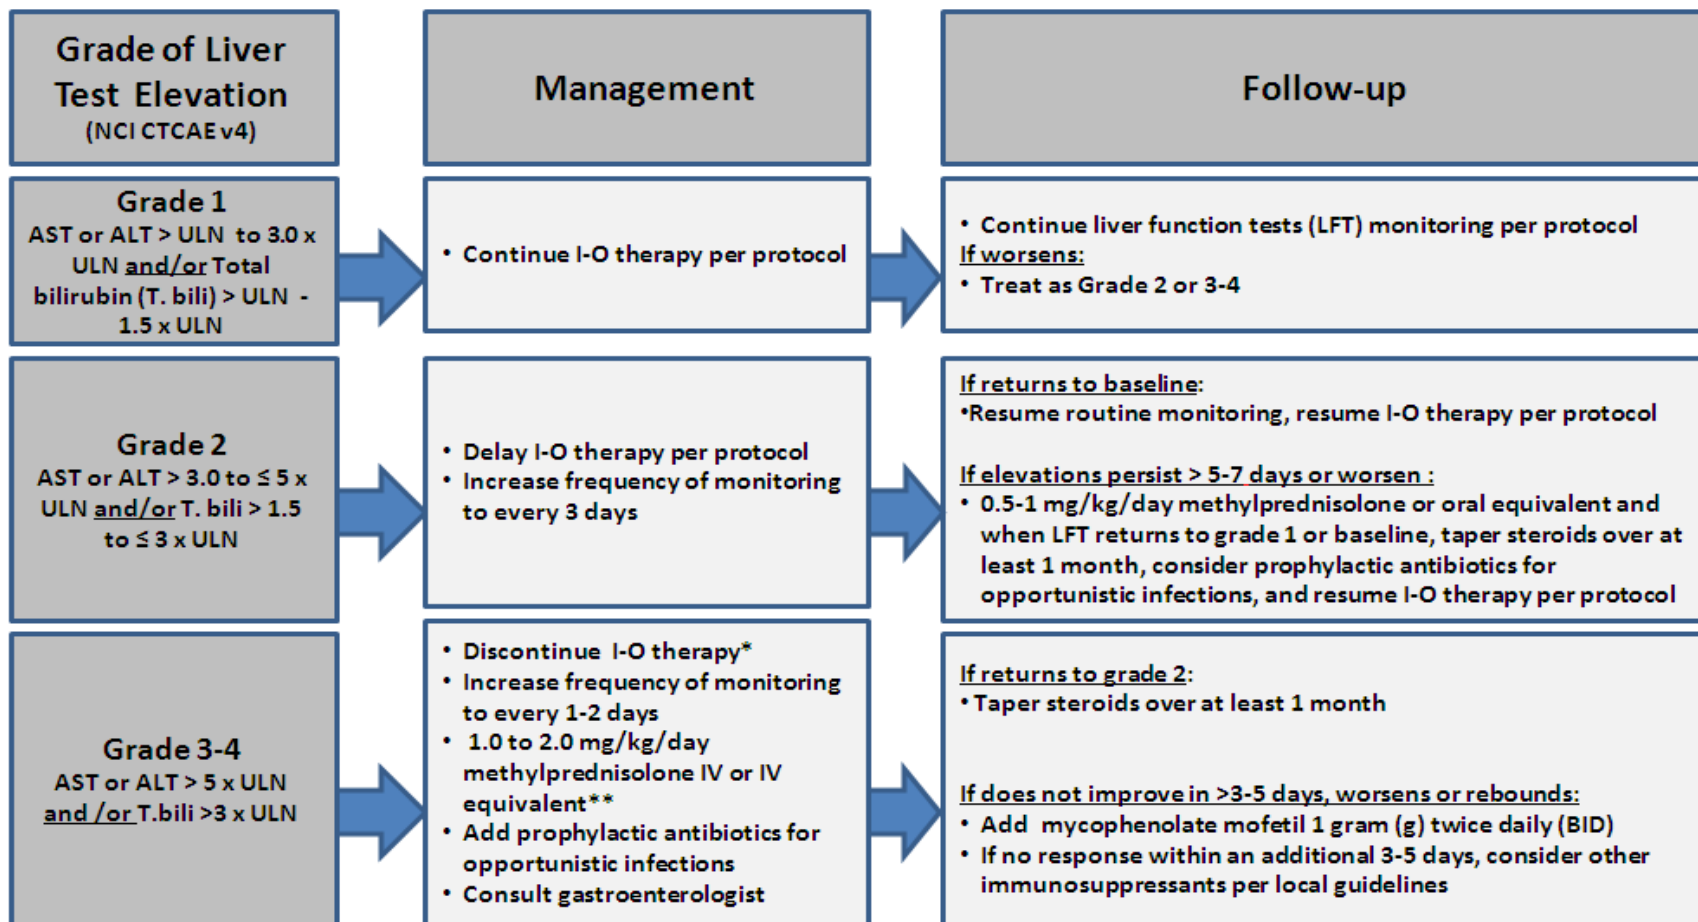 Grade of Liver
Test Elevation
(NCI CTCAE v4)
Management
Follow-up
Grade 1
AST or ALT > ULN to 3.0 x
ULN and/or Total
bilirubin (T. bili) > ULN -
1.5 x ULN
• Continue I-O therapy per protocol
• Continue liver function tests (LFT) monitoring per protocol
If worsens:
• Treat as Grade 2 or 3-4
Grade 2
AST or ALT > 3.0 to ≤ 5 x
ULN and/or T. bili > 1.5
to ≤ 3 x ULN
• Delay I-O therapy per protocol
• Increase frequency of monitoring
to every 3 days
If returns to baseline:
•Resume routine monitoring, resume I-O therapy per protocol
If elevations persist > 5-7 days or worsen :
• 0.5-1 mg/kg/day methylprednisolone or oral equivalent and
when LFT returns to grade 1 or baseline, taper steroids over at
least 1 month, consider prophylactic antibiotics for
opportunistic infections, and resume I-O therapy per protocol
Grade 3-4
AST or ALT > 5 x ULN
and /or T.bili >3 x ULN
• Discontinue I-O therapy*
• Increase frequency of monitoring
to every 1-2 days
• 1.0 to 2.0 mg/kg/day
methylprednisolone IV or IV
equivalent**
• Add prophylactic antibiotics for
opportunistic infections
• Consult gastroenterologist
If returns to grade 2:
• Taper steroids over at least 1 month
If does not improve in >3-5 days, worsens or rebounds:
• Add mycophenolate mofetil 1 gram (g) twice daily (BID)
• If no response within an additional 3-5 days, consider other
immunosuppressants per local guidelines